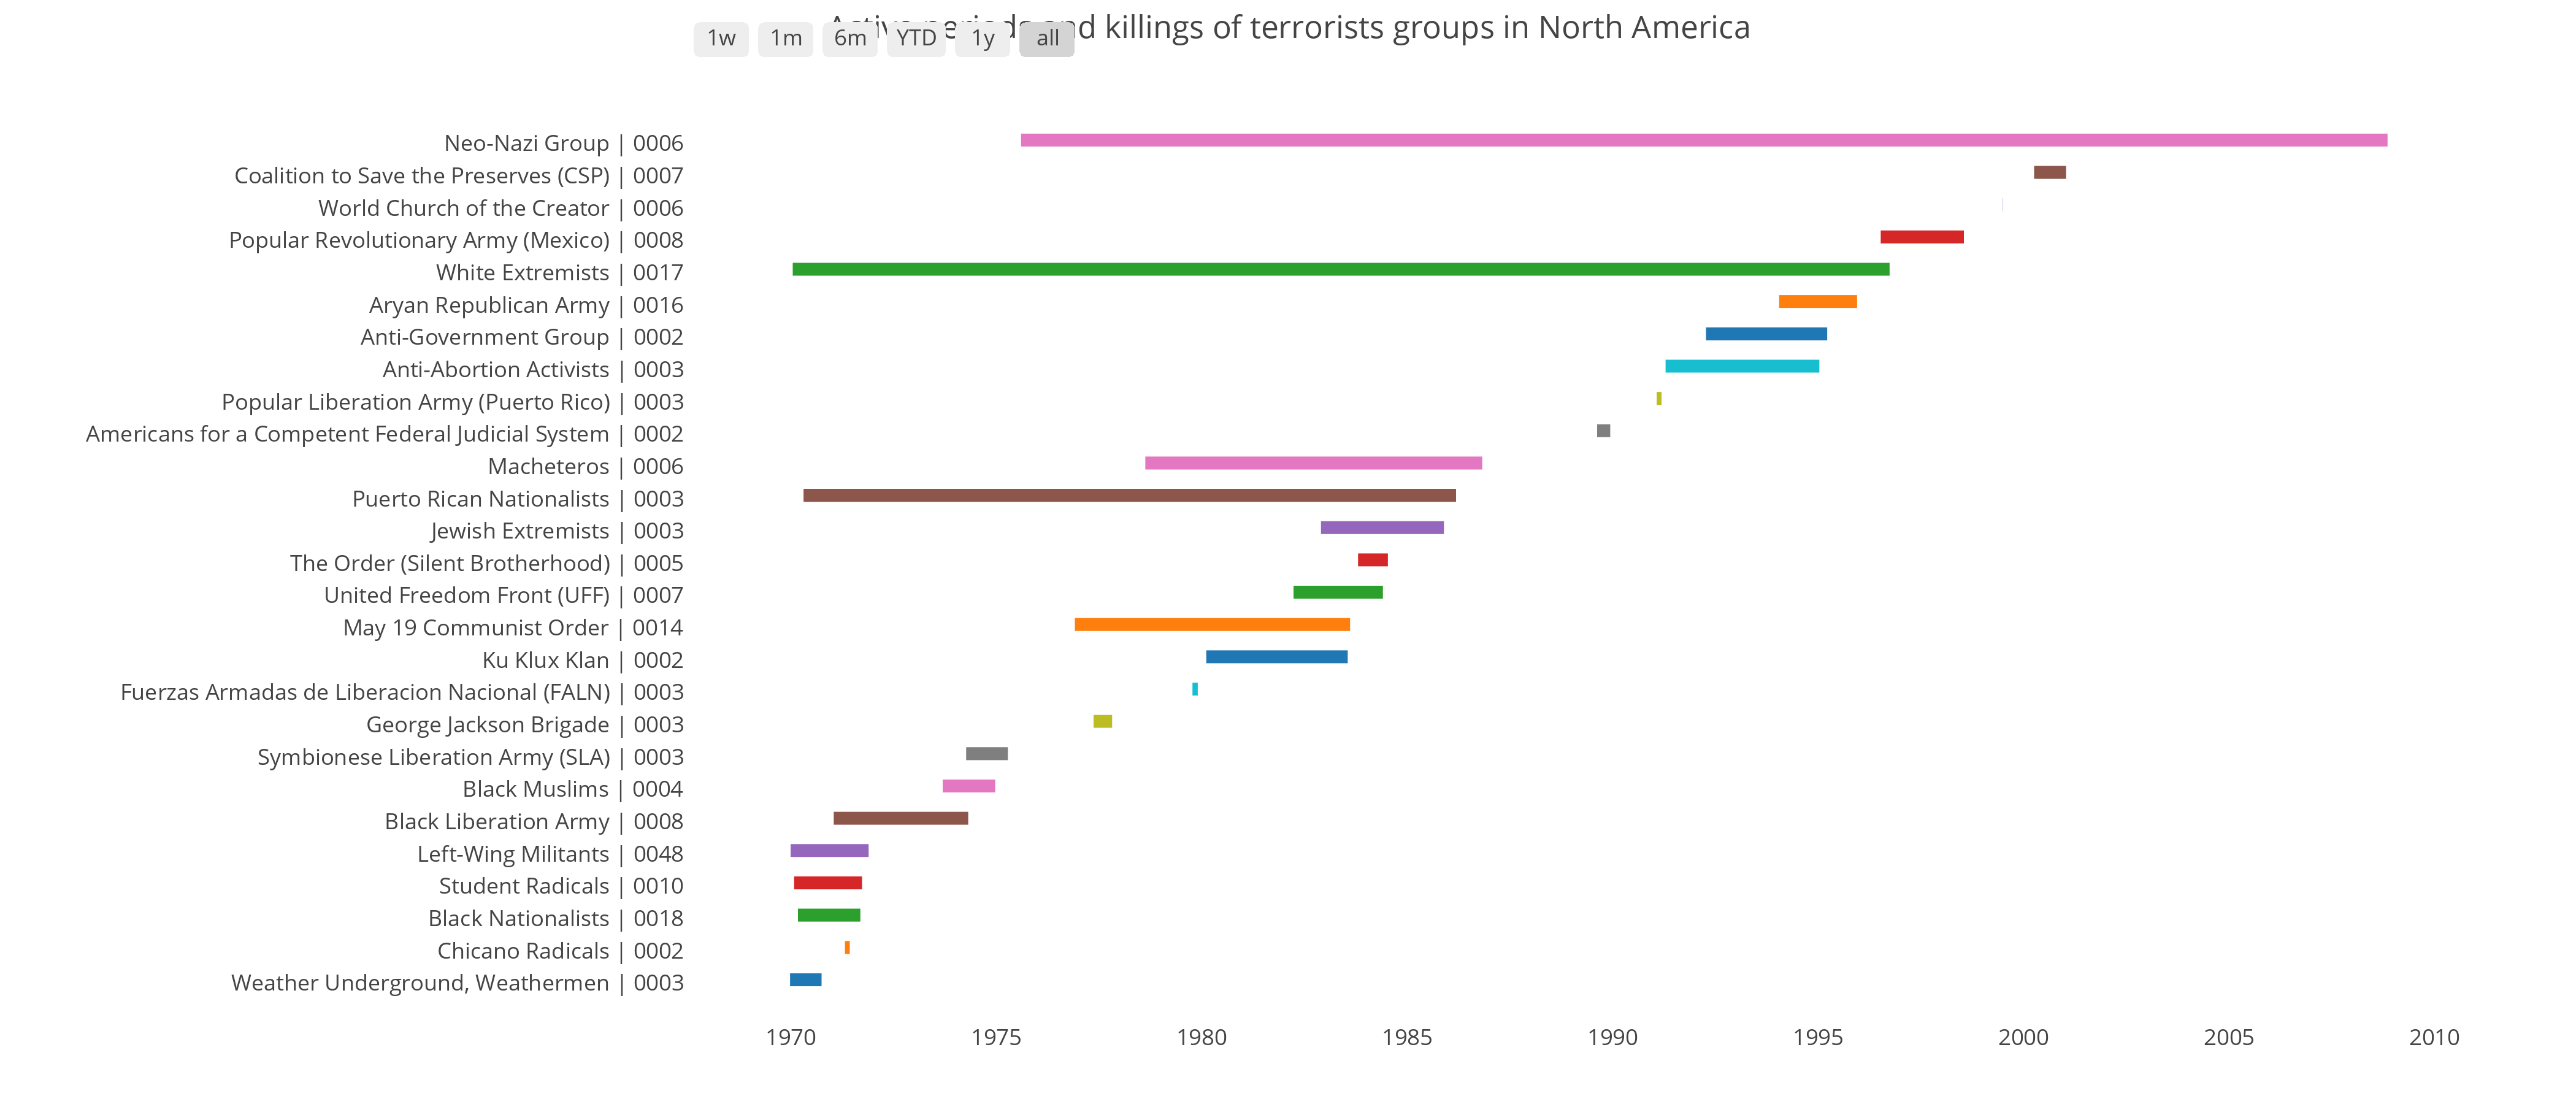 Active periods and killings of terrorists groups in North America
1w 1m 6m YTD 1y all
Neo-Nazi Group | 0006
Coalition to Save the Preserves (CSP) | 0007
World Church of the Creator | 0006
Popular Revolutionary Army (Mexico) | 0008
White Extremists | 0017
Aryan Republican Army | 0016
Anti-Government Group | 0002
Anti-Abortion Activists | 0003
Popular Liberation Army (Puerto Rico) | 0003
Americans for a Competent Federal Judicial System | 0002
Macheteros | 0006
Puerto Rican Nationalists | 0003
Jewish Extremists | 0003
The Order (Silent Brotherhood) | 0005
United Freedom Front (UFF) | 0007
May 19 Communist Order | 0014
Ku Klux Klan | 0002
Fuerzas Armadas de Liberacion Nacional (FALN) | 0003
George Jackson Brigade | 0003
Symbionese Liberation Army (SLA) | 0003
Black Muslims | 0004
Black Liberation Army | 0008
Left-Wing Militants | 0048
Student Radicals | 0010
Black Nationalists | 0018
Chicano Radicals | 0002
Weather Underground, Weathermen | 0003
1970 1975 1980 1985 1990 1995 2000 2005 2010